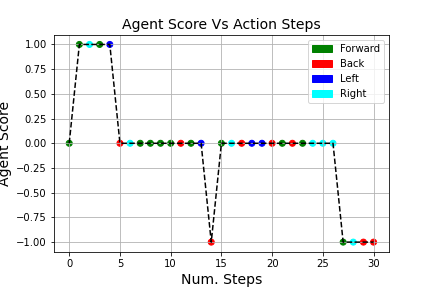 Agent Score Vs Action Steps
1.00
0.75
0.50
0.25
0.00
−0.25
−0.50
−0.75
−1.00
Agent Score
Forward
Back
Left
Right
0 5 10 15 20 25 30
Num. Steps